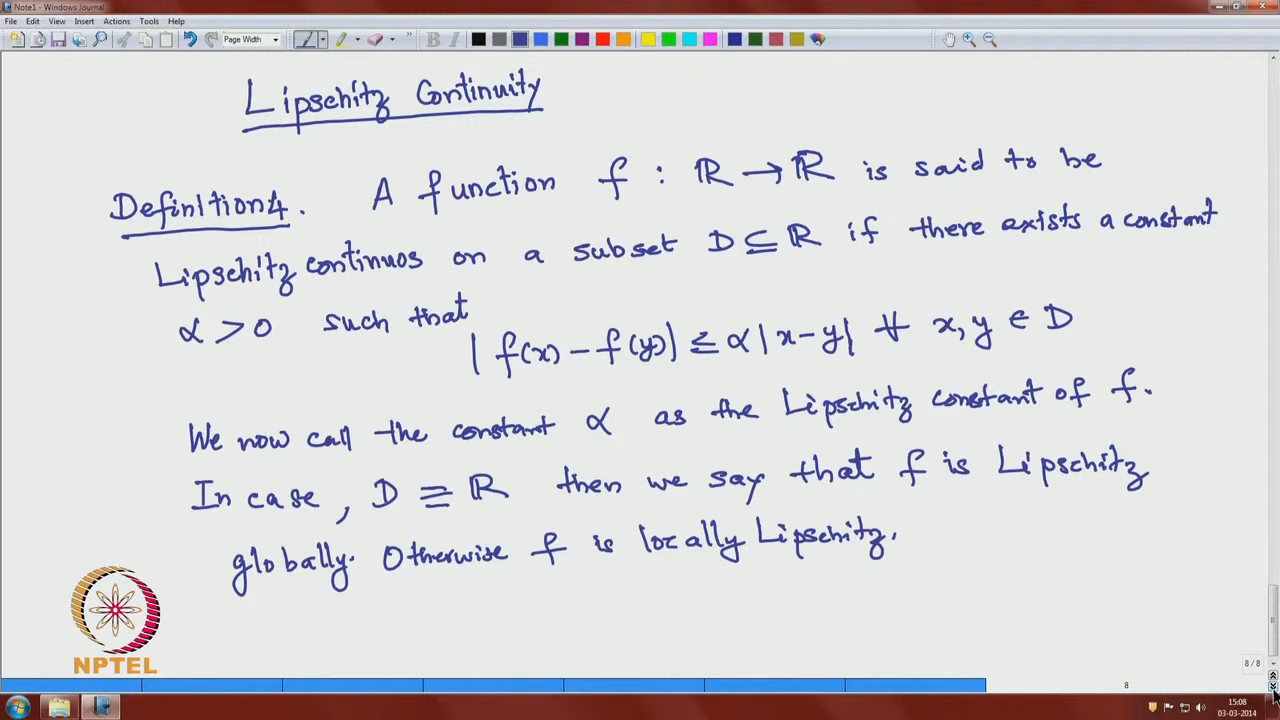 Note1 - Windows Journal
File Edit View Insert Actions Tools Help
Page Width
Lipschitz Continuity
Definition 4. A function f : ℝ → ℝ is said to be
Lipschitz continuos on a subset D ⊆ ℝ if there exists a constant
α > 0 such that
|f(x) - f(y)| ≤ α|x-y| ∀ x, y ∈ D
We now call the constant α as the Lipschitz constant of f.
In case, D ≡ ℝ then we say that f is Lipschitz
globally. Otherwise f is locally Lipschitz.
NPTEL
8 / 8
8
15:08
03-03-2014